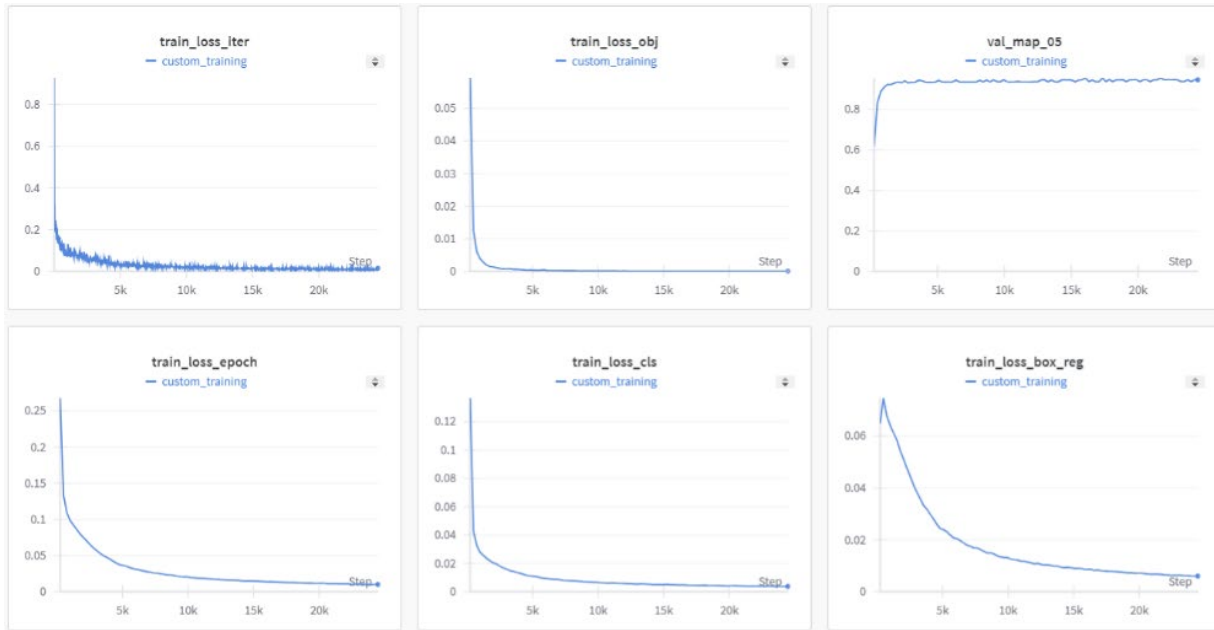 train_loss_iter
custom_training
0.8
0.6
0.4
0.2
0
Step
5k 10k 15k 20k
train_loss_obj
custom_training
0.05
0.04
0.03
0.02
0.01
0
Step
5k 10k 15k 20k
val_map_05
custom_training
0.8
0.6
0.4
0.2
0
Step
5k 10k 15k 20k
train_loss_epoch
custom_training
0.25
0.2
0.15
0.1
0.05
0
Step
5k 10k 15k 20k
train_loss_cls
custom_training
0.12
0.1
0.08
0.06
0.04
0.02
0
Step
5k 10k 15k 20k
train_loss_box_reg
custom_training
0.06
0.04
0.02
0
Step
5k 10k 15k 20k